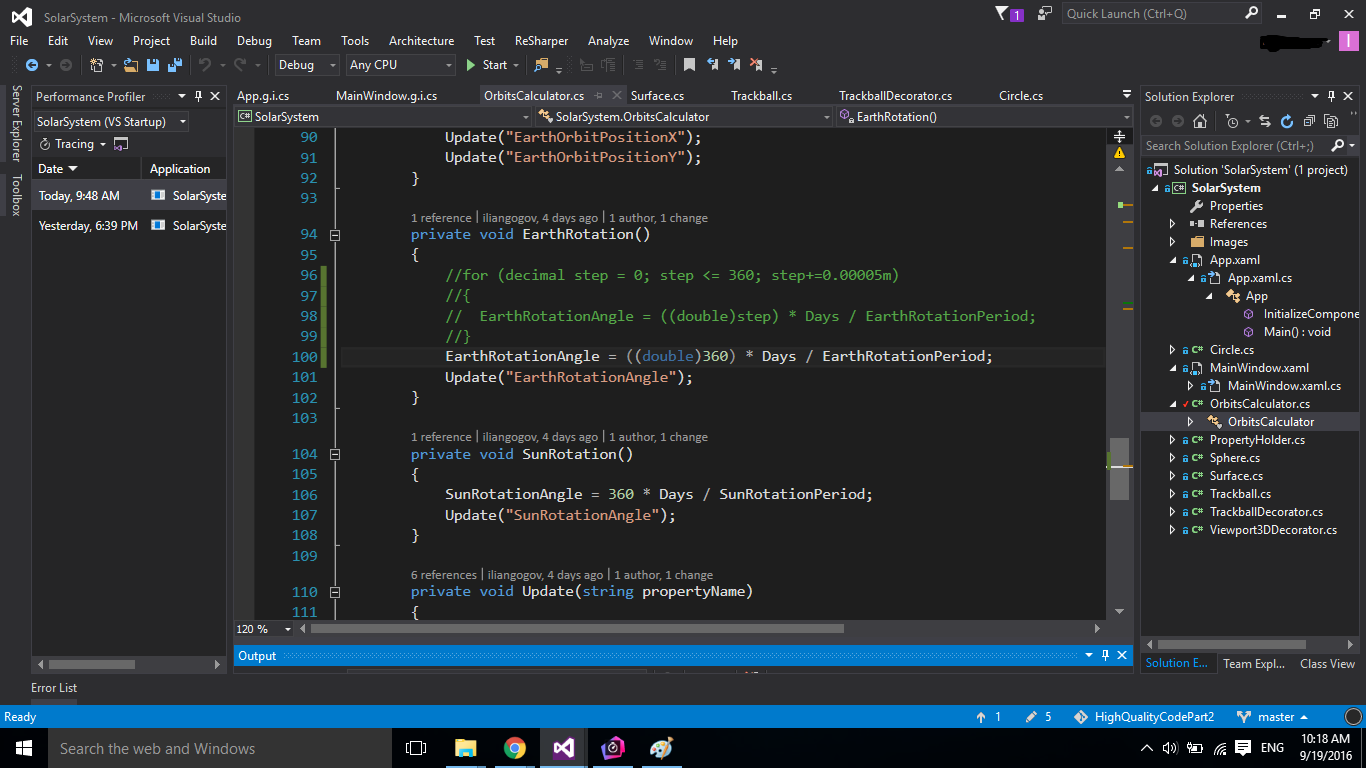 SolarSystem - Microsoft Visual Studio
1
Quick Launch (Ctrl+Q)
File Edit View Project Build Debug Team Tools Architecture Test ReSharper Analyze Window Help
I
Debug Any CPU Start
Server Explorer
Toolbox
Performance Profiler
SolarSystem (VS Startup)
Tracing
Date Application
Today, 9:48 AM SolarSyste
Yesterday, 6:39 PM SolarSyste
App.g.i.cs MainWindow.g.i.cs OrbitsCalculator.cs Surface.cs Trackball.cs TrackballDecorator.cs Circle.cs
SolarSystem SolarSystem.OrbitsCalculator EarthRotation()
90 Update("EarthOrbitPositionX");
91 Update("EarthOrbitPositionY");
92 }
93
1 reference | iliangogov, 4 days ago | 1 author, 1 change
94 private void EarthRotation()
95 {
96 //for (decimal step = 0; step <= 360; step+=0.00005m)
97 //{
98 //  EarthRotationAngle = ((double)step) * Days / EarthRotationPeriod;
99 //}
100 EarthRotationAngle = ((double)360) * Days / EarthRotationPeriod;
101 Update("EarthRotationAngle");
102 }
103
1 reference | iliangogov, 4 days ago | 1 author, 1 change
104 private void SunRotation()
105 {
106 SunRotationAngle = 360 * Days / SunRotationPeriod;
107 Update("SunRotationAngle");
108 }
109
6 references | iliangogov, 4 days ago | 1 author, 1 change
110 private void Update(string propertyName)
111 {
120 %
Output
Solution Explorer
Search Solution Explorer (Ctrl+;)
Solution 'SolarSystem' (1 project)
C# SolarSystem
Properties
References
Images
App.xaml
App.xaml.cs
App
InitializeCompone
Main() : void
C# Circle.cs
MainWindow.xaml
MainWindow.xaml.cs
C# OrbitsCalculator.cs
OrbitsCalculator
C# PropertyHolder.cs
C# Sphere.cs
C# Surface.cs
C# Trackball.cs
C# TrackballDecorator.cs
C# Viewport3DDecorator.cs
Solution E... Team Expl... Class View
Error List
Ready 1 5 HighQualityCodePart2 master
Search the web and Windows
ENG
10:18 AM
9/19/2016